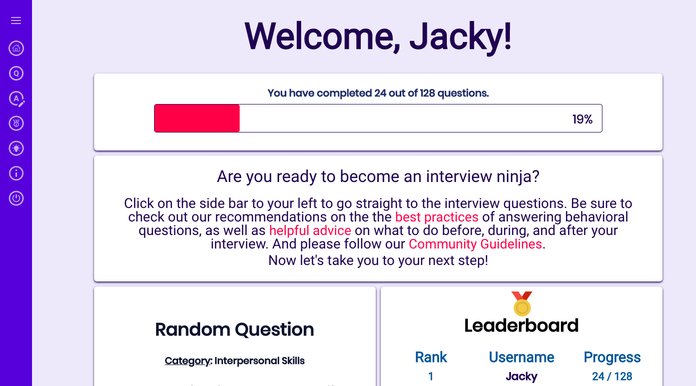 Welcome, Jacky!
You have completed 24 out of 128 questions.
19%
Are you ready to become an interview ninja?
Click on the side bar to your left to go straight to the interview questions. Be sure to
check out our recommendations on the the best practices of answering behavioral
questions, as well as helpful advice on what to do before, during, and after your
interview. And please follow our Community Guidelines.
Now let's take you to your next step!
Random Question
Category: Interpersonal Skills
Leaderboard
Rank Username Progress
1 Jacky 24 / 128
Q
A